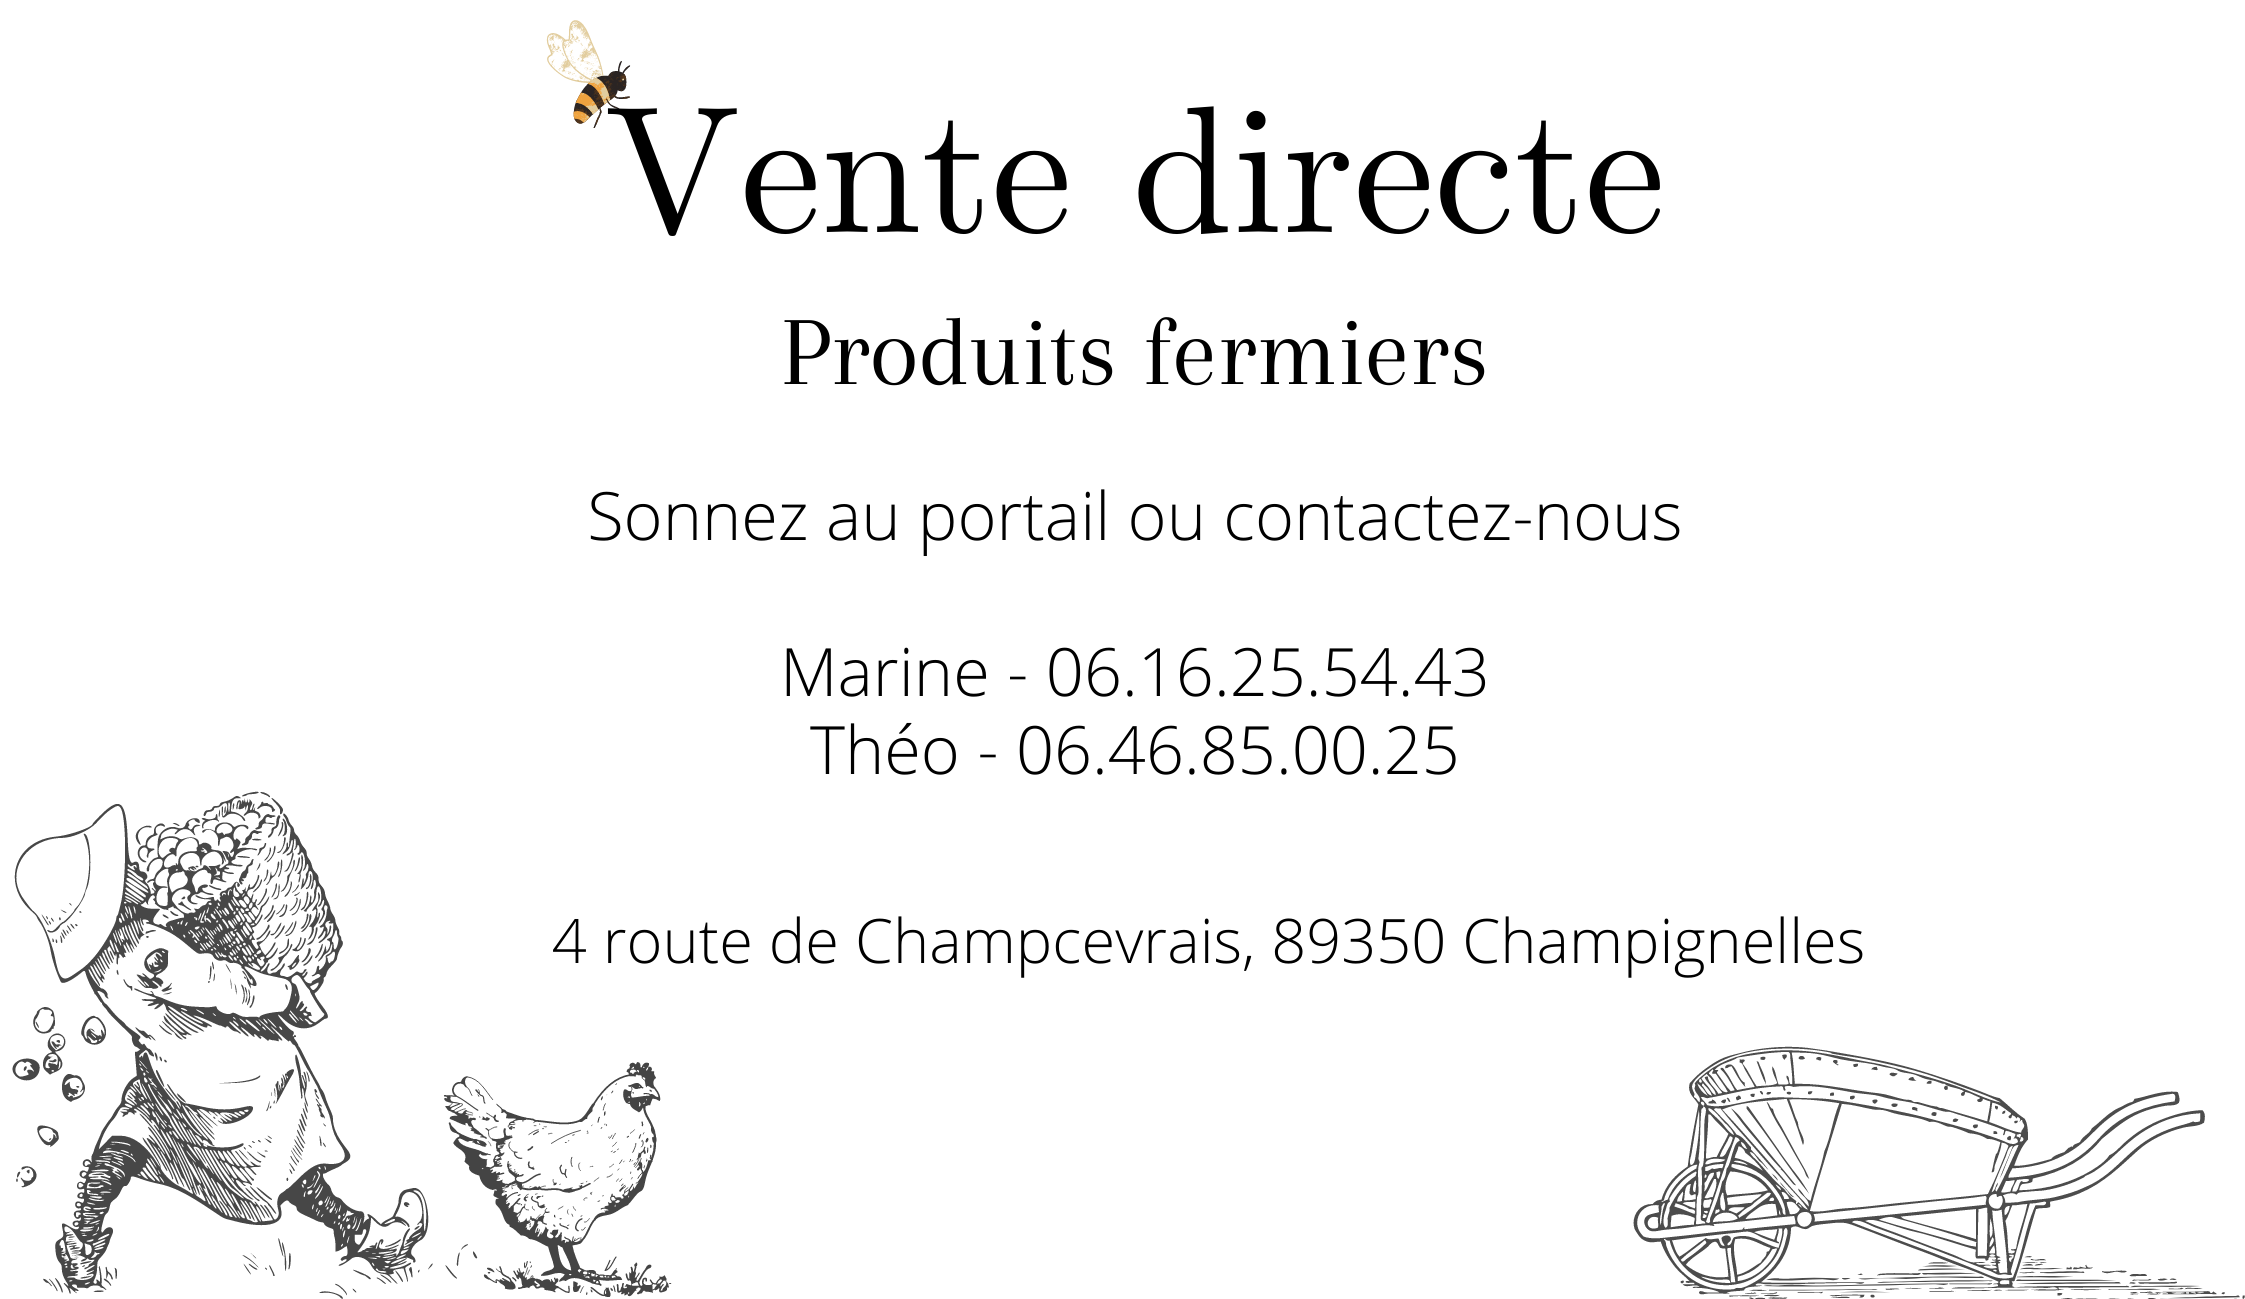 Vente directe
Produits fermiers
Sonnez au portail ou contactez-nous
Marine - 06.16.25.54.43
Théo - 06.46.85.00.25
4 route de Champcevrais, 89350 Champignelles